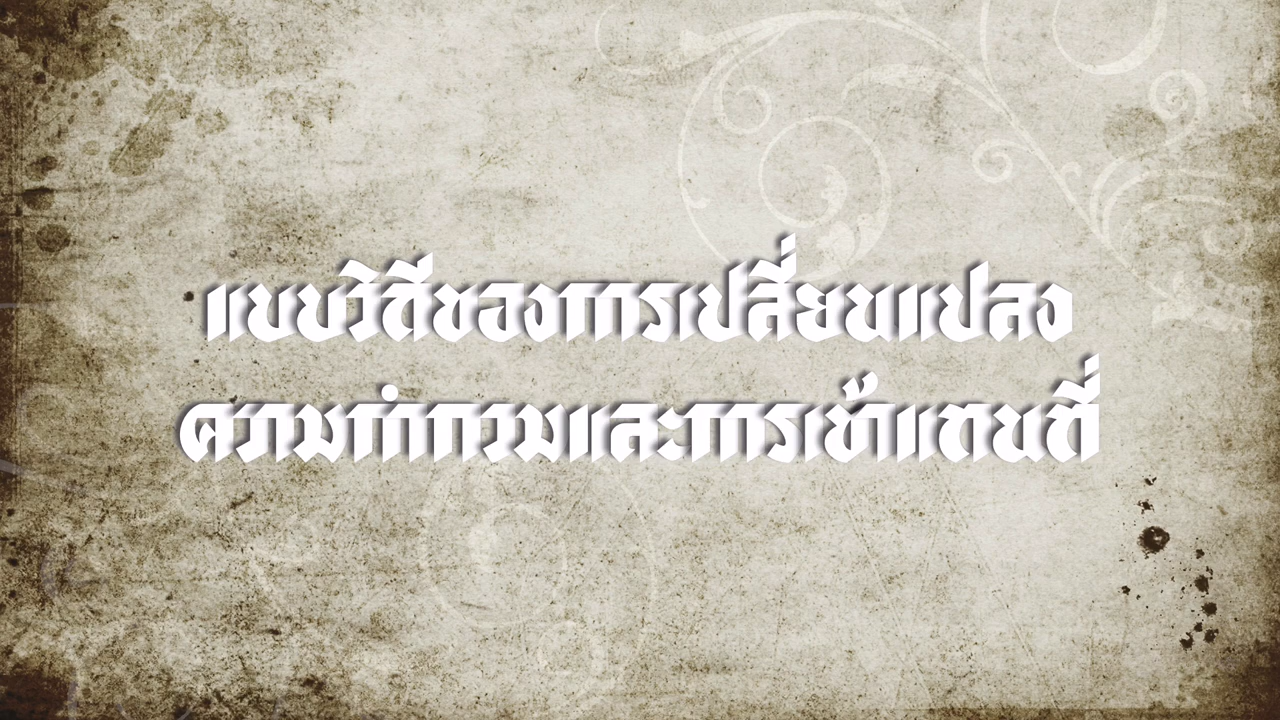 แบบวิถีของการเปลี่ยนแปลง
ความกำกวมและการเข้าแทนที่